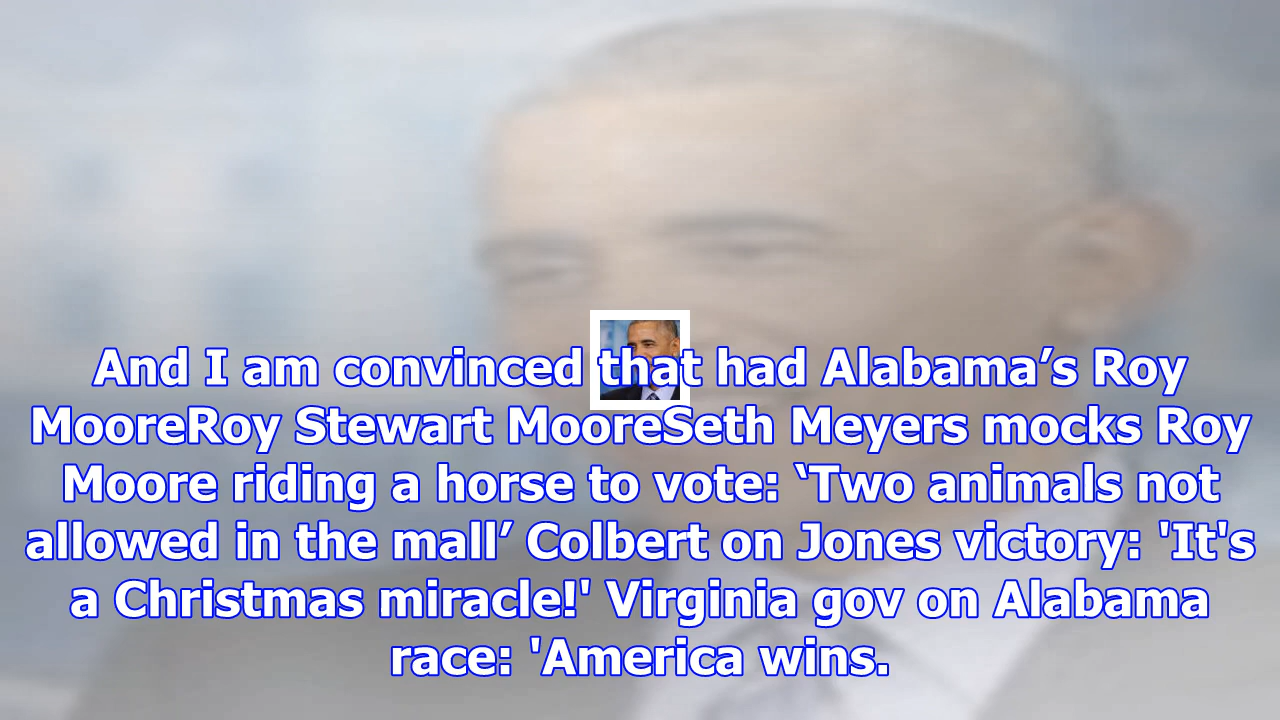 And I am convinced that had Alabama’s Roy
MooreRoy Stewart MooreSeth Meyers mocks Roy
Moore riding a horse to vote: ‘Two animals not
allowed in the mall’ Colbert on Jones victory: 'It's
a Christmas miracle!' Virginia gov on Alabama
race: 'America wins.